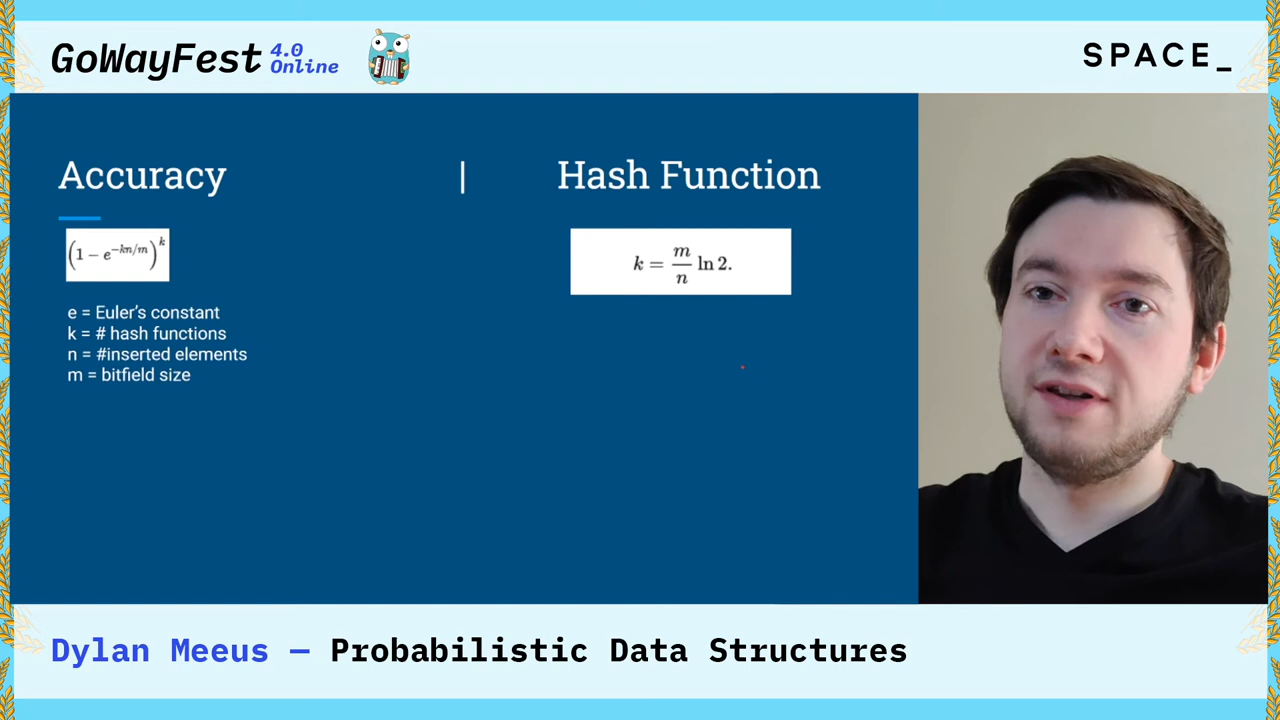 GoWayFest 4.0
Online
SPACE_
Accuracy | Hash Function
(1 − e^{−kn/m})^k
k = m/n ln 2.
e = Euler's constant
k = # hash functions
n = #inserted elements
m = bitfield size
Dylan Meeus — Probabilistic Data Structures